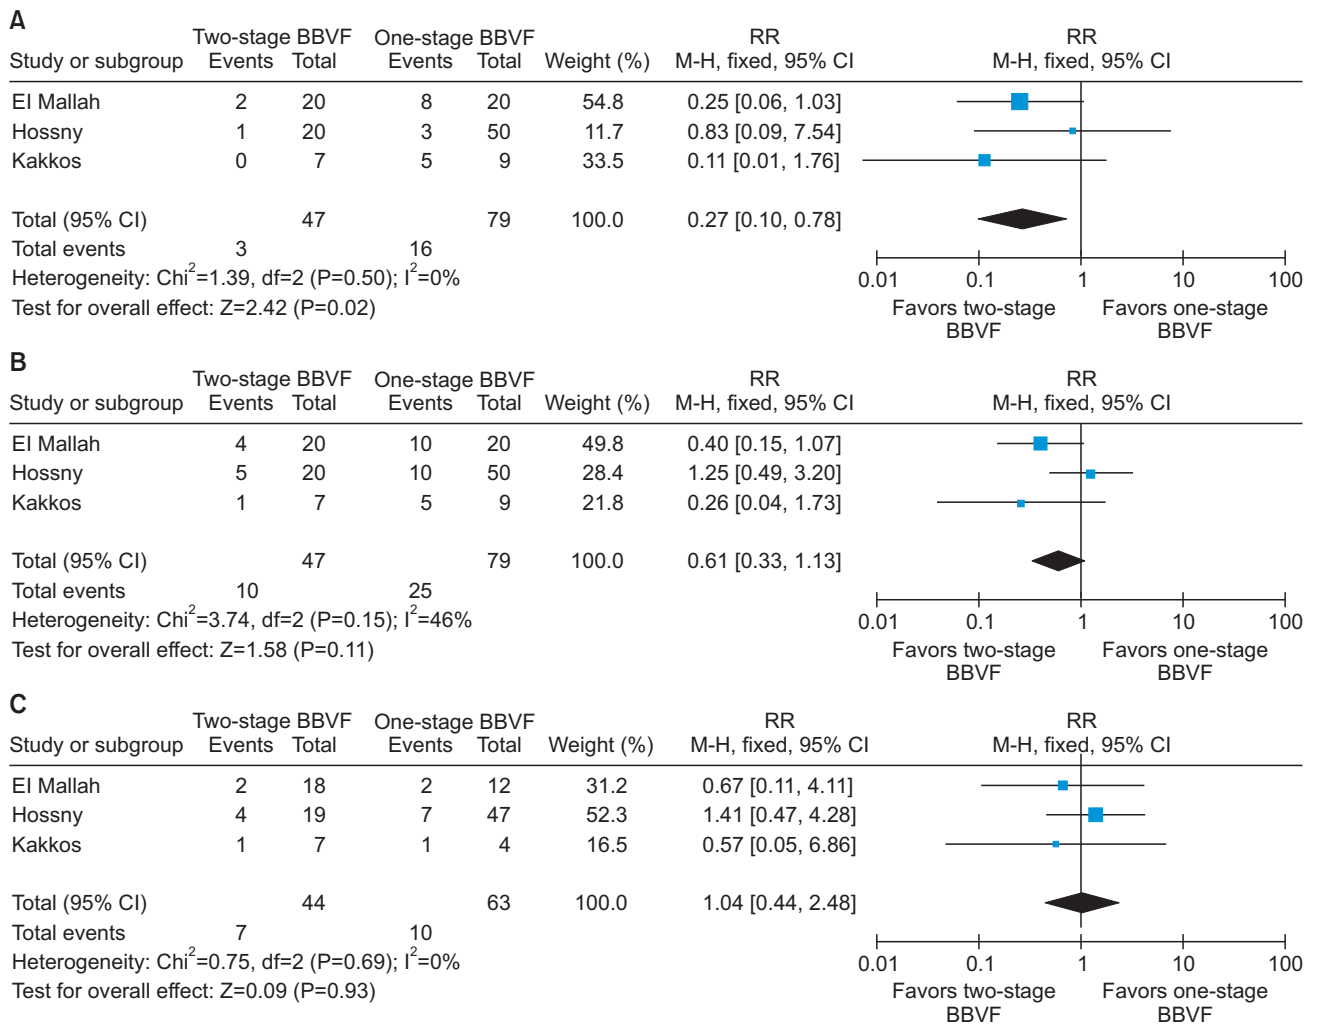 A
Two-stage BBVF One-stage BBVF RR RR
Study or subgroup Events Total Events Total Weight (%) M-H, fixed, 95% CI M-H, fixed, 95% CI
EI Mallah 2 20 8 20 54.8 0.25 [0.06, 1.03]
Hossny 1 20 3 50 11.7 0.83 [0.09, 7.54]
Kakkos 0 7 5 9 33.5 0.11 [0.01, 1.76]
Total (95% CI) 47 79 100.0 0.27 [0.10, 0.78]
Total events 3 16
Heterogeneity: Chi²=1.39, df=2 (P=0.50); I²=0%
Test for overall effect: Z=2.42 (P=0.02)
0.01 0.1 1 10 100
Favors two-stage BBVF Favors one-stage BBVF
B
Two-stage BBVF One-stage BBVF RR RR
Study or subgroup Events Total Events Total Weight (%) M-H, fixed, 95% CI M-H, fixed, 95% CI
EI Mallah 4 20 10 20 49.8 0.40 [0.15, 1.07]
Hossny 5 20 10 50 28.4 1.25 [0.49, 3.20]
Kakkos 1 7 5 9 21.8 0.26 [0.04, 1.73]
Total (95% CI) 47 79 100.0 0.61 [0.33, 1.13]
Total events 10 25
Heterogeneity: Chi²=3.74, df=2 (P=0.15); I²=46%
Test for overall effect: Z=1.58 (P=0.11)
0.01 0.1 1 10 100
Favors two-stage BBVF Favors one-stage BBVF
C
Two-stage BBVF One-stage BBVF RR RR
Study or subgroup Events Total Events Total Weight (%) M-H, fixed, 95% CI M-H, fixed, 95% CI
EI Mallah 2 18 2 12 31.2 0.67 [0.11, 4.11]
Hossny 4 19 7 47 52.3 1.41 [0.47, 4.28]
Kakkos 1 7 1 4 16.5 0.57 [0.05, 6.86]
Total (95% CI) 44 63 100.0 1.04 [0.44, 2.48]
Total events 7 10
Heterogeneity: Chi²=0.75, df=2 (P=0.69); I²=0%
Test for overall effect: Z=0.09 (P=0.93)
0.01 0.1 1 10 100
Favors two-stage BBVF Favors one-stage BBVF